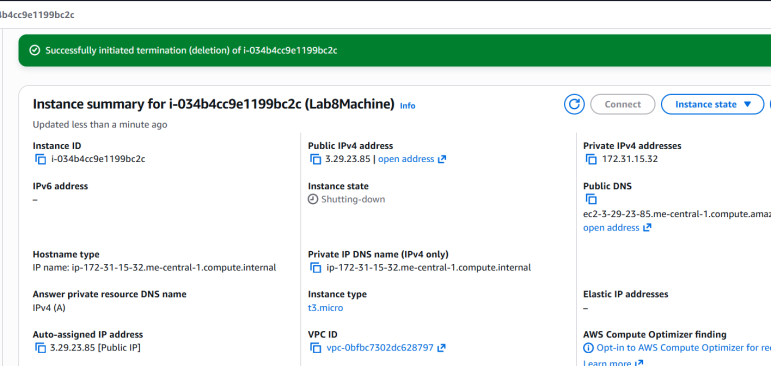 b4cc9e1199bc2c
Successfully initiated termination (deletion) of i-034b4cc9e1199bc2c
Instance summary for i-034b4cc9e1199bc2c (Lab8Machine) Info
Connect
Instance state
Updated less than a minute ago
Instance ID
i-034b4cc9e1199bc2c
Public IPv4 address
3.29.23.85 | open address
Private IPv4 addresses
172.31.15.32
IPv6 address
–
Instance state
Shutting-down
Public DNS
ec2-3-29-23-85.me-central-1.compute.ama
open address
Hostname type
IP name: ip-172-31-15-32.me-central-1.compute.internal
Private IP DNS name (IPv4 only)
ip-172-31-15-32.me-central-1.compute.internal
Answer private resource DNS name
IPv4 (A)
Instance type
t3.micro
Elastic IP addresses
–
Auto-assigned IP address
3.29.23.85 [Public IP]
VPC ID
vpc-0bfbc7302dc628797
AWS Compute Optimizer finding
Opt-in to AWS Compute Optimizer for re
Learn more